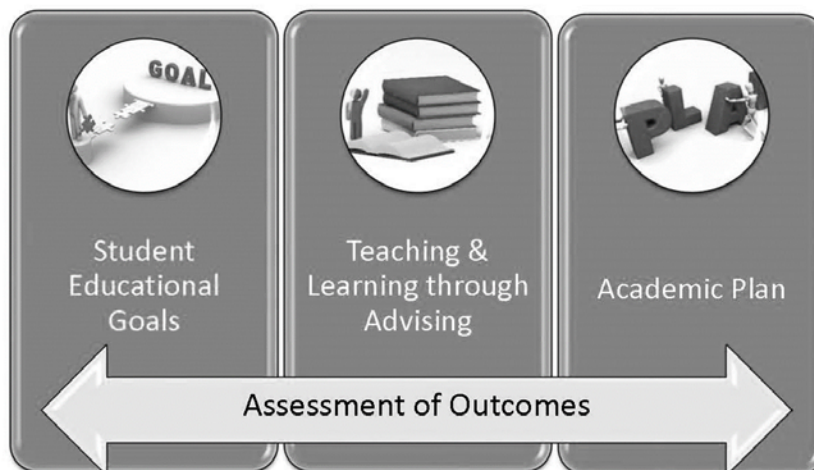 GOAL
PLA
Student
Educational
Goals
Teaching &
Learning through
Advising
Academic Plan
Assessment of Outcomes